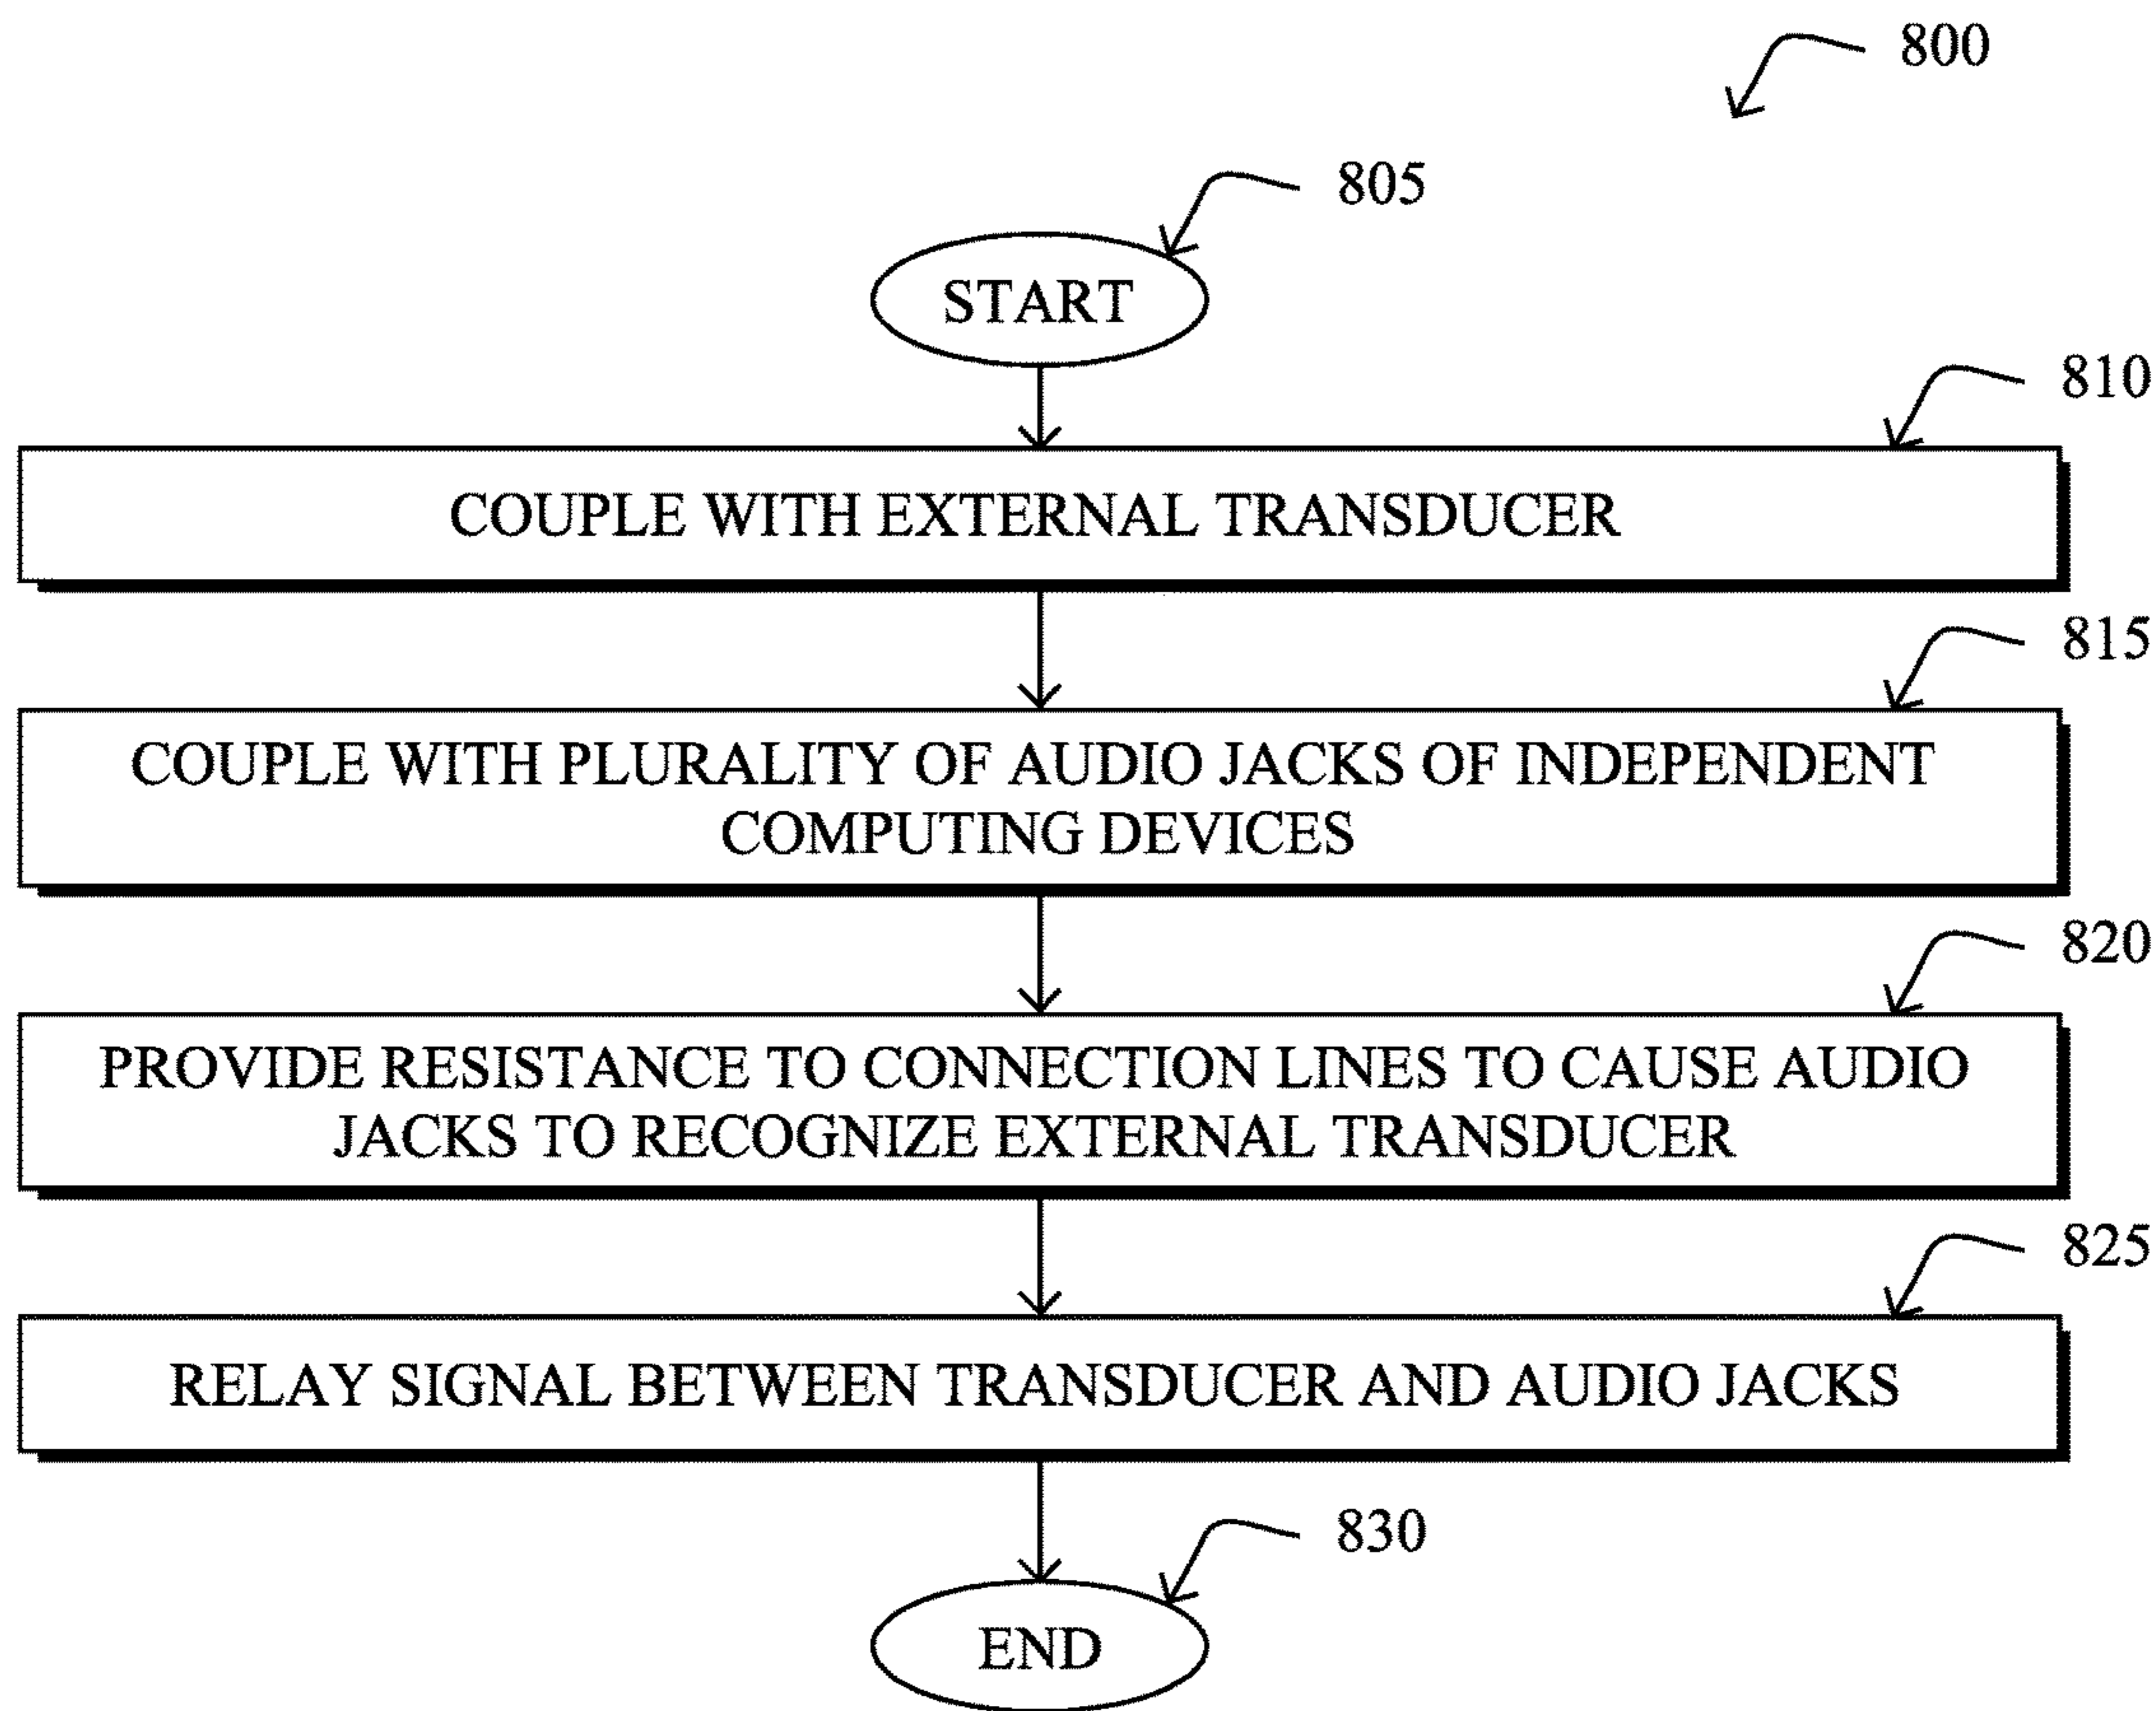 800
805
START
810
COUPLE WITH EXTERNAL TRANSDUCER
815
COUPLE WITH PLURALITY OF AUDIO JACKS OF INDEPENDENT
COMPUTING DEVICES
820
PROVIDE RESISTANCE TO CONNECTION LINES TO CAUSE AUDIO
JACKS TO RECOGNIZE EXTERNAL TRANSDUCER
825
RELAY SIGNAL BETWEEN TRANSDUCER AND AUDIO JACKS
830
END